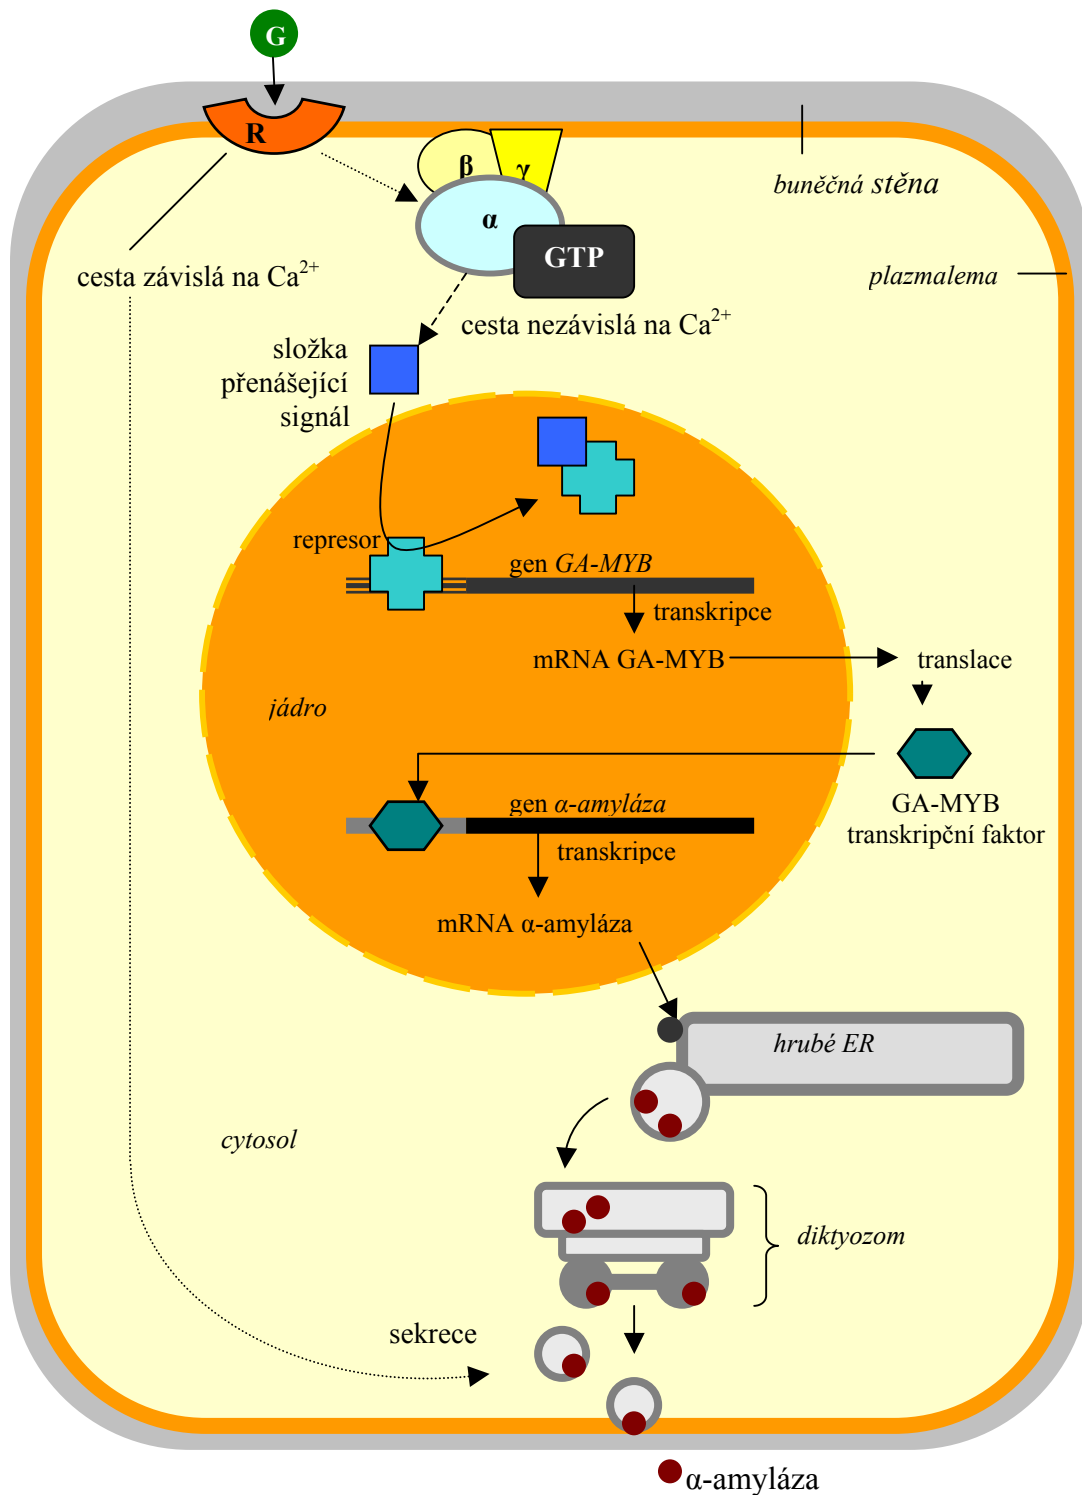 G
R
β
γ
α
GTP
buněčná stěna
plazmalema
cesta závislá na Ca²⁺
cesta nezávislá na Ca²⁺
složka
přenášející
signál
represor
gen GA-MYB
transkripce
mRNA GA-MYB
translace
jádro
GA-MYB
transkripční faktor
gen α-amyláza
transkripce
mRNA α-amyláza
hrubé ER
cytosol
diktyozom
sekrece
α-amyláza